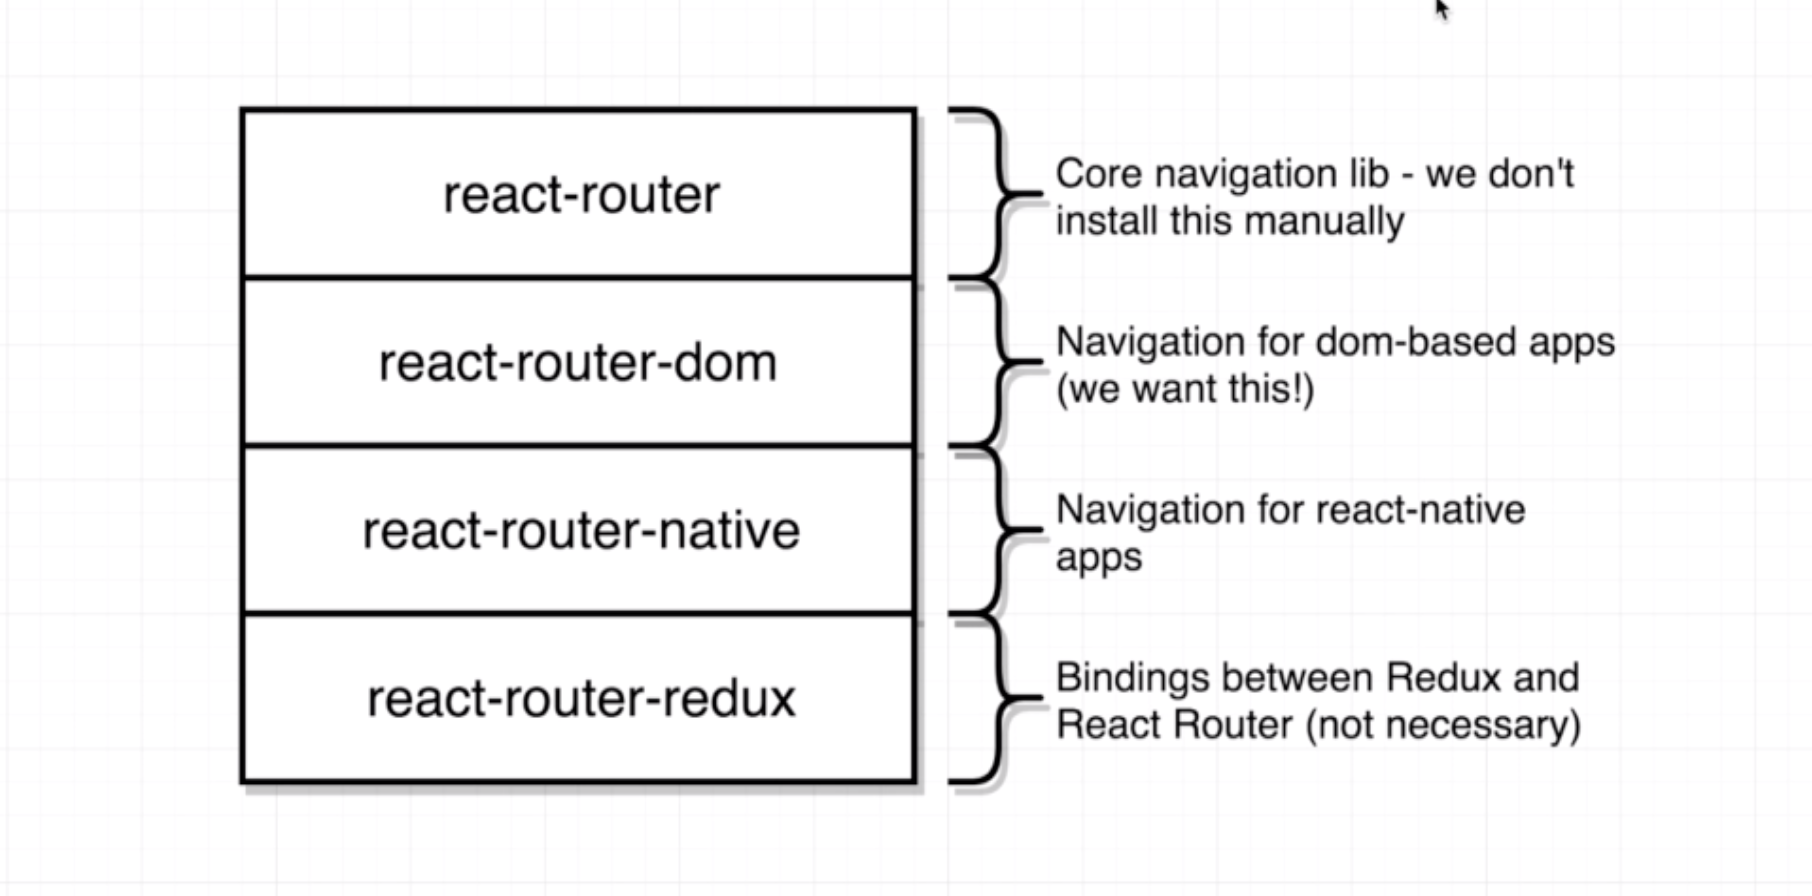 react-router
Core navigation lib - we don't
install this manually
react-router-dom
Navigation for dom-based apps
(we want this!)
react-router-native
Navigation for react-native
apps
react-router-redux
Bindings between Redux and
React Router (not necessary)